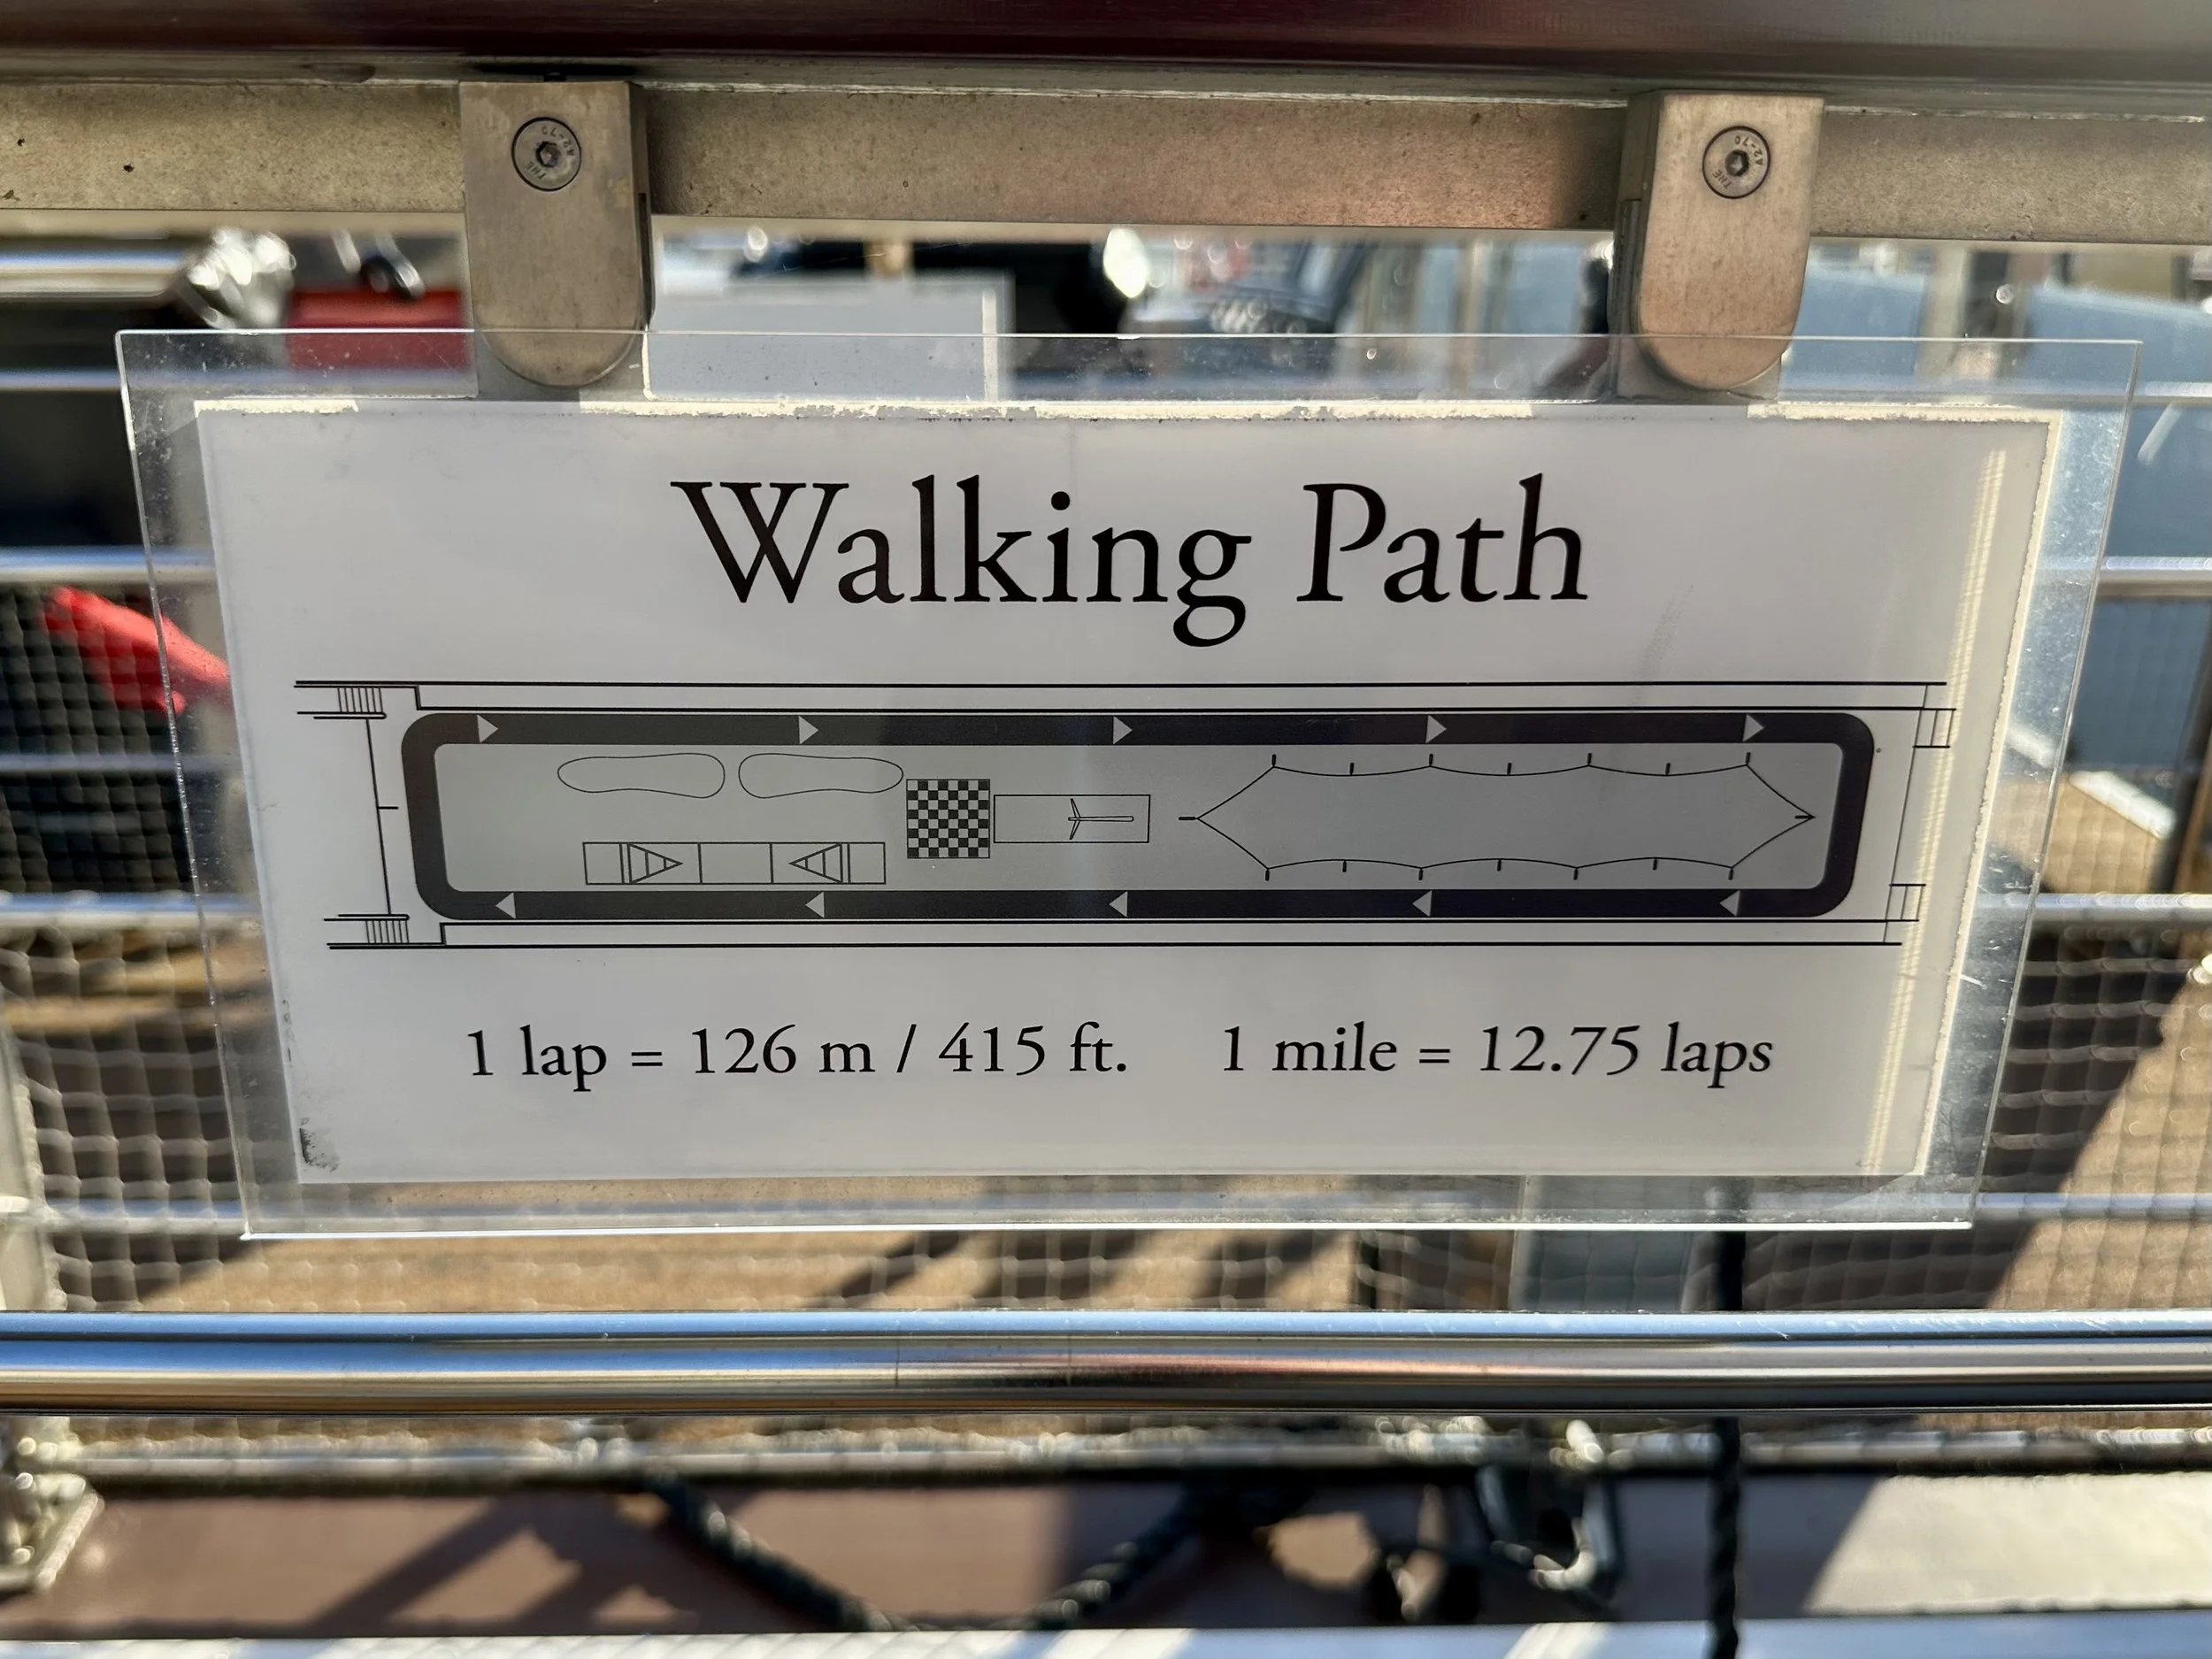 Walking Path
1 lap = 126 m / 415 ft. 1 mile = 12.75 laps